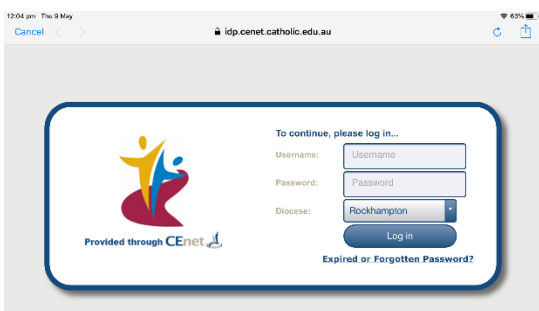 12:04 pm Thu 9 May
63%
Cancel
idp.cenet.catholic.edu.au
To continue, please log in...
Username: Username
Password: Password
Diocese: Rockhampton
Log in
Provided through CEnet
Expired or Forgotten Password?